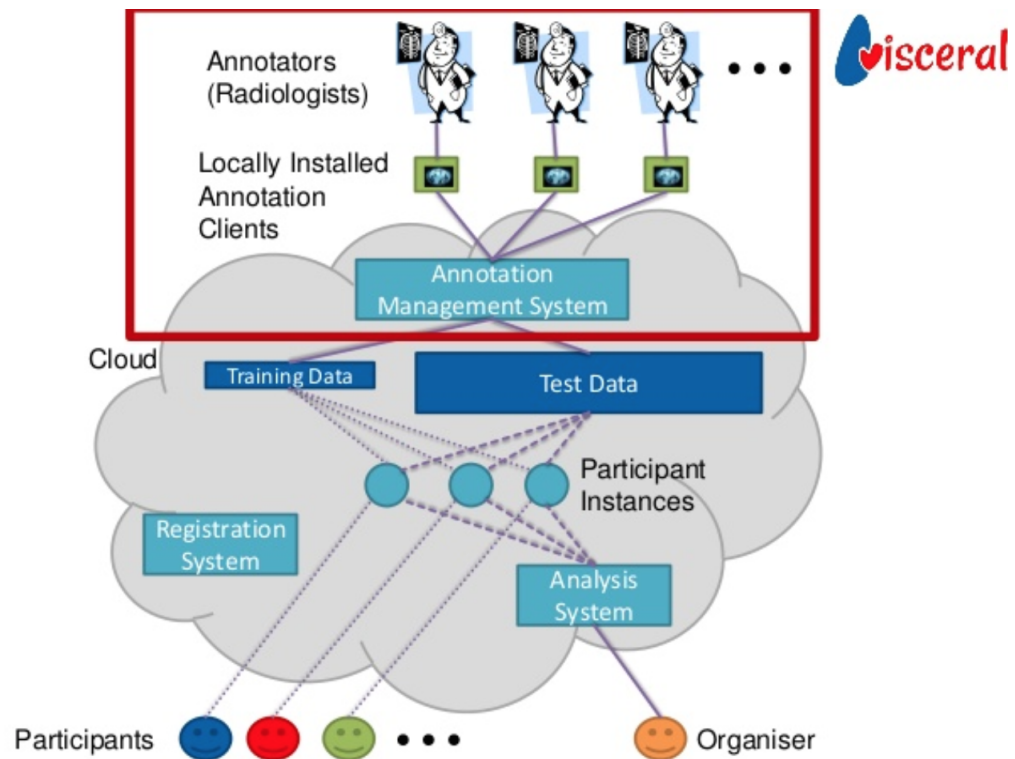 Annotators
(Radiologists)
visceral
Locally Installed
Annotation
Clients
Annotation
Management System
Cloud
Training Data
Test Data
Participant
Instances
Registration
System
Analysis
System
Participants
Organiser